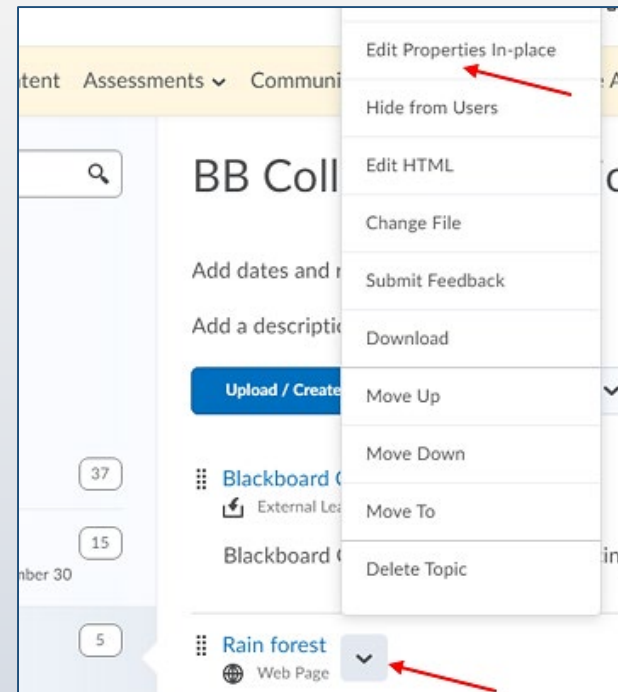 Edit Properties In-place
Assessments Communi
Hide from Users
BB Coll
Edit HTML
Change File
Add dates and
Submit Feedback
Add a descripti
Download
Upload / Create
Move Up
Move Down
37
Blackboard
External Lea
Move To
15
Blackboard
Delete Topic
mber 30
5
Rain forest
Web Page